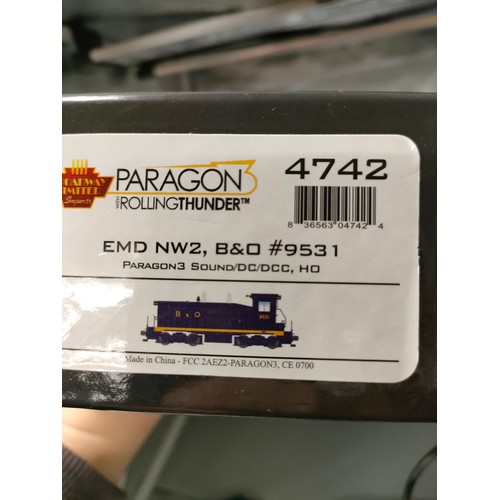 BROADWAY
LIMITED
Imports
PARAGON3
ROLLINGTHUNDER™
4742
8 36563 04742 4
EMD NW2, B&O #9531
PARAGON3 SOUND/DC/DCC, HO
B & O
9531
Made in China - FCC 2AEZ2-PARAGON3, CE 0700